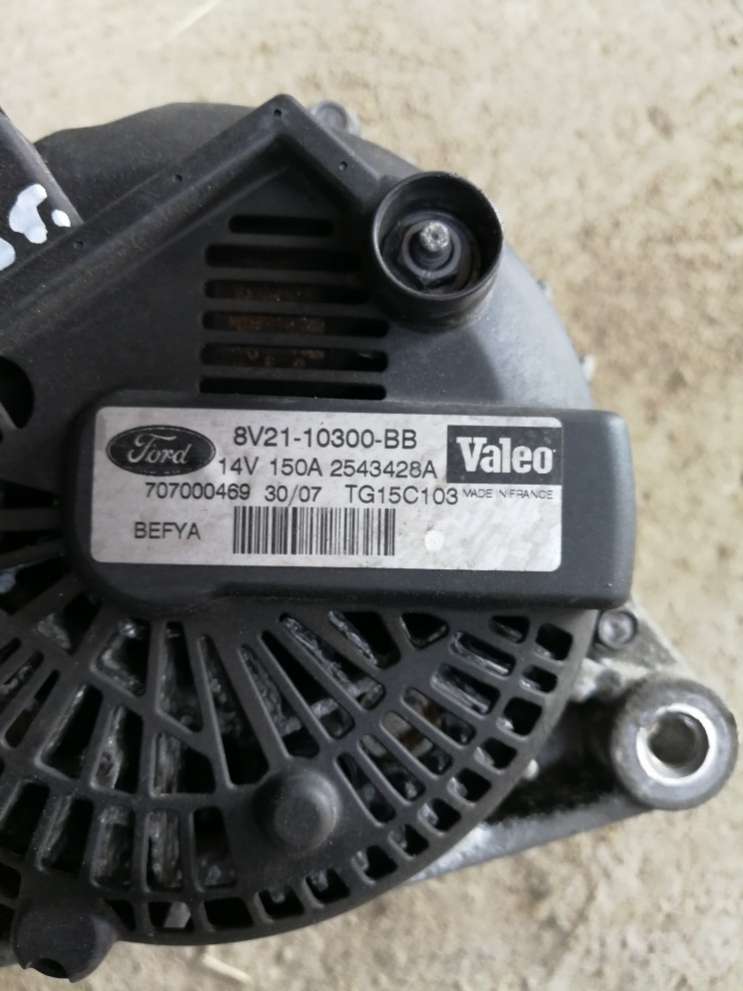 Ford
8V21-10300-BB
Valeo
14V 150A 2543428A
707000469 30/07 TG15C103 MADE IN FRANCE
BEFYA